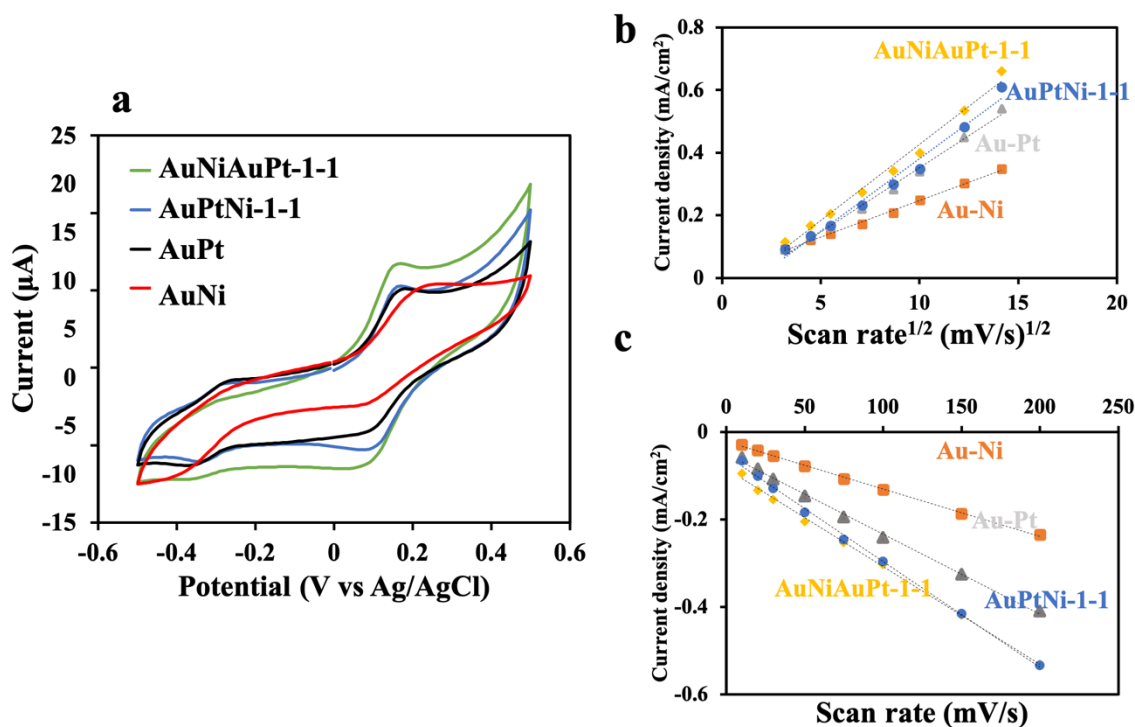 a
25
20
15
10
5
0
-5
-10
-15
-0.6
-0.4
-0.2
0
0.2
0.4
0.6
Current (µA)
Potential (V vs Ag/AgCl)
AuNiAuPt-1-1
AuPtNi-1-1
AuPt
AuNi
b
0.8
0.6
0.4
0.2
0
0
5
10
15
20
Current density (mA/cm²)
Scan rate¹ᐟ² (mV/s)¹ᐟ²
AuNiAuPt-1-1
AuPtNi-1-1
Au-Pt
Au-Ni
c
0
50
100
150
200
250
0
-0.2
-0.4
-0.6
Current density (mA/cm²)
Scan rate (mV/s)
Au-Ni
Au-Pt
AuNiAuPt-1-1
AuPtNi-1-1